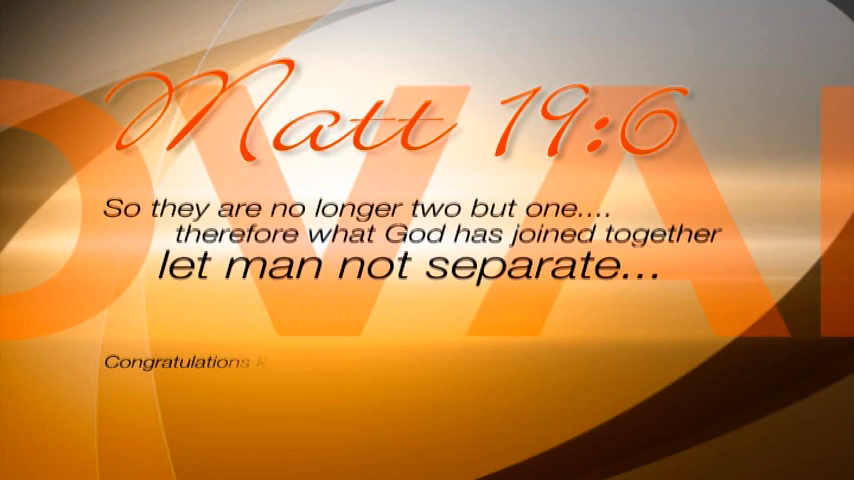 Matt 19:6
So they are no longer two but one....
therefore what God has joined together
let man not separate...
Congratulations k
OVAL